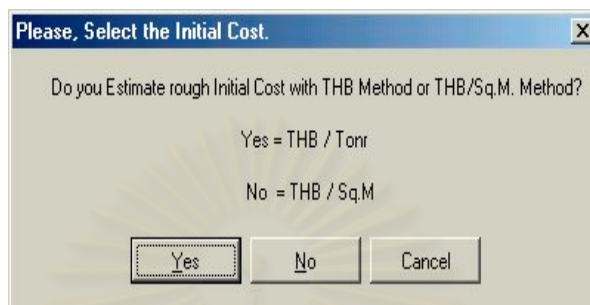 Please, Select the Initial Cost.
Do you Estimate rough Initial Cost with THB Method or THB/Sq.M. Method?
Yes = THB / Tonr
No = THB / Sq.M
Yes No Cancel